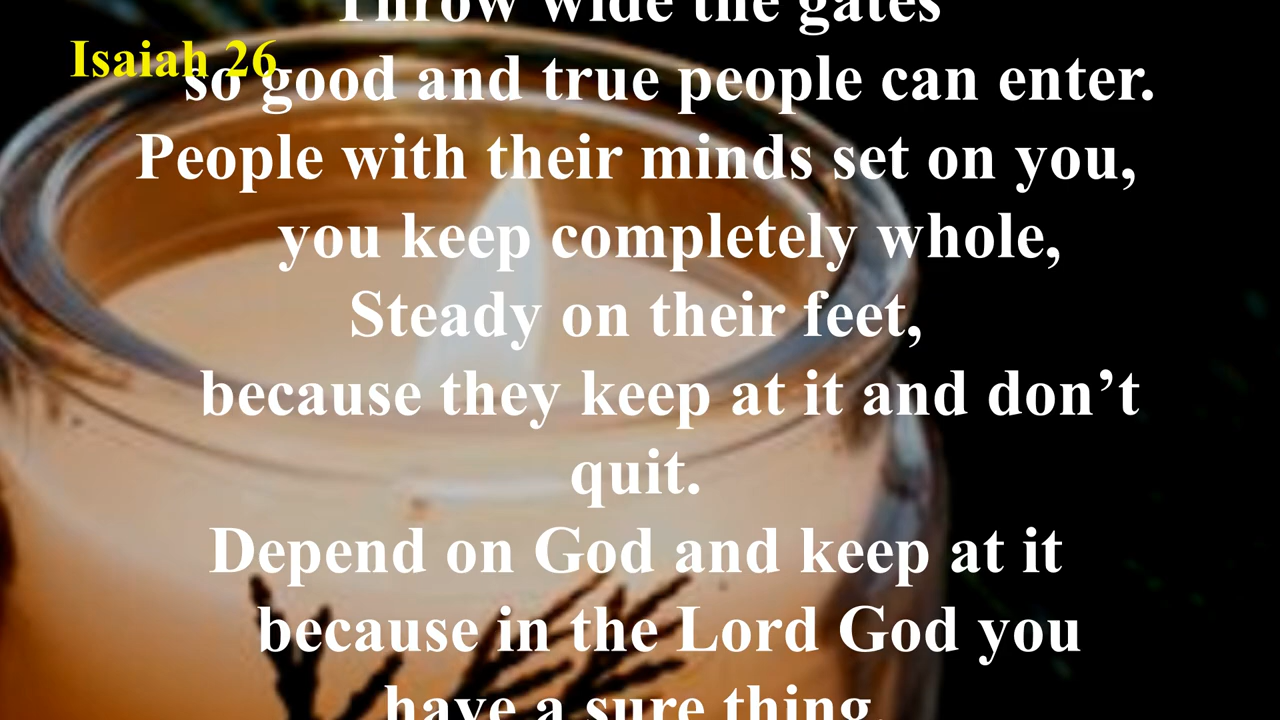 Throw wide the gates
Isaiah 26
so good and true people can enter.
People with their minds set on you,
you keep completely whole,
Steady on their feet,
because they keep at it and don’t
quit.
Depend on God and keep at it
because in the Lord God you
have a sure thing.